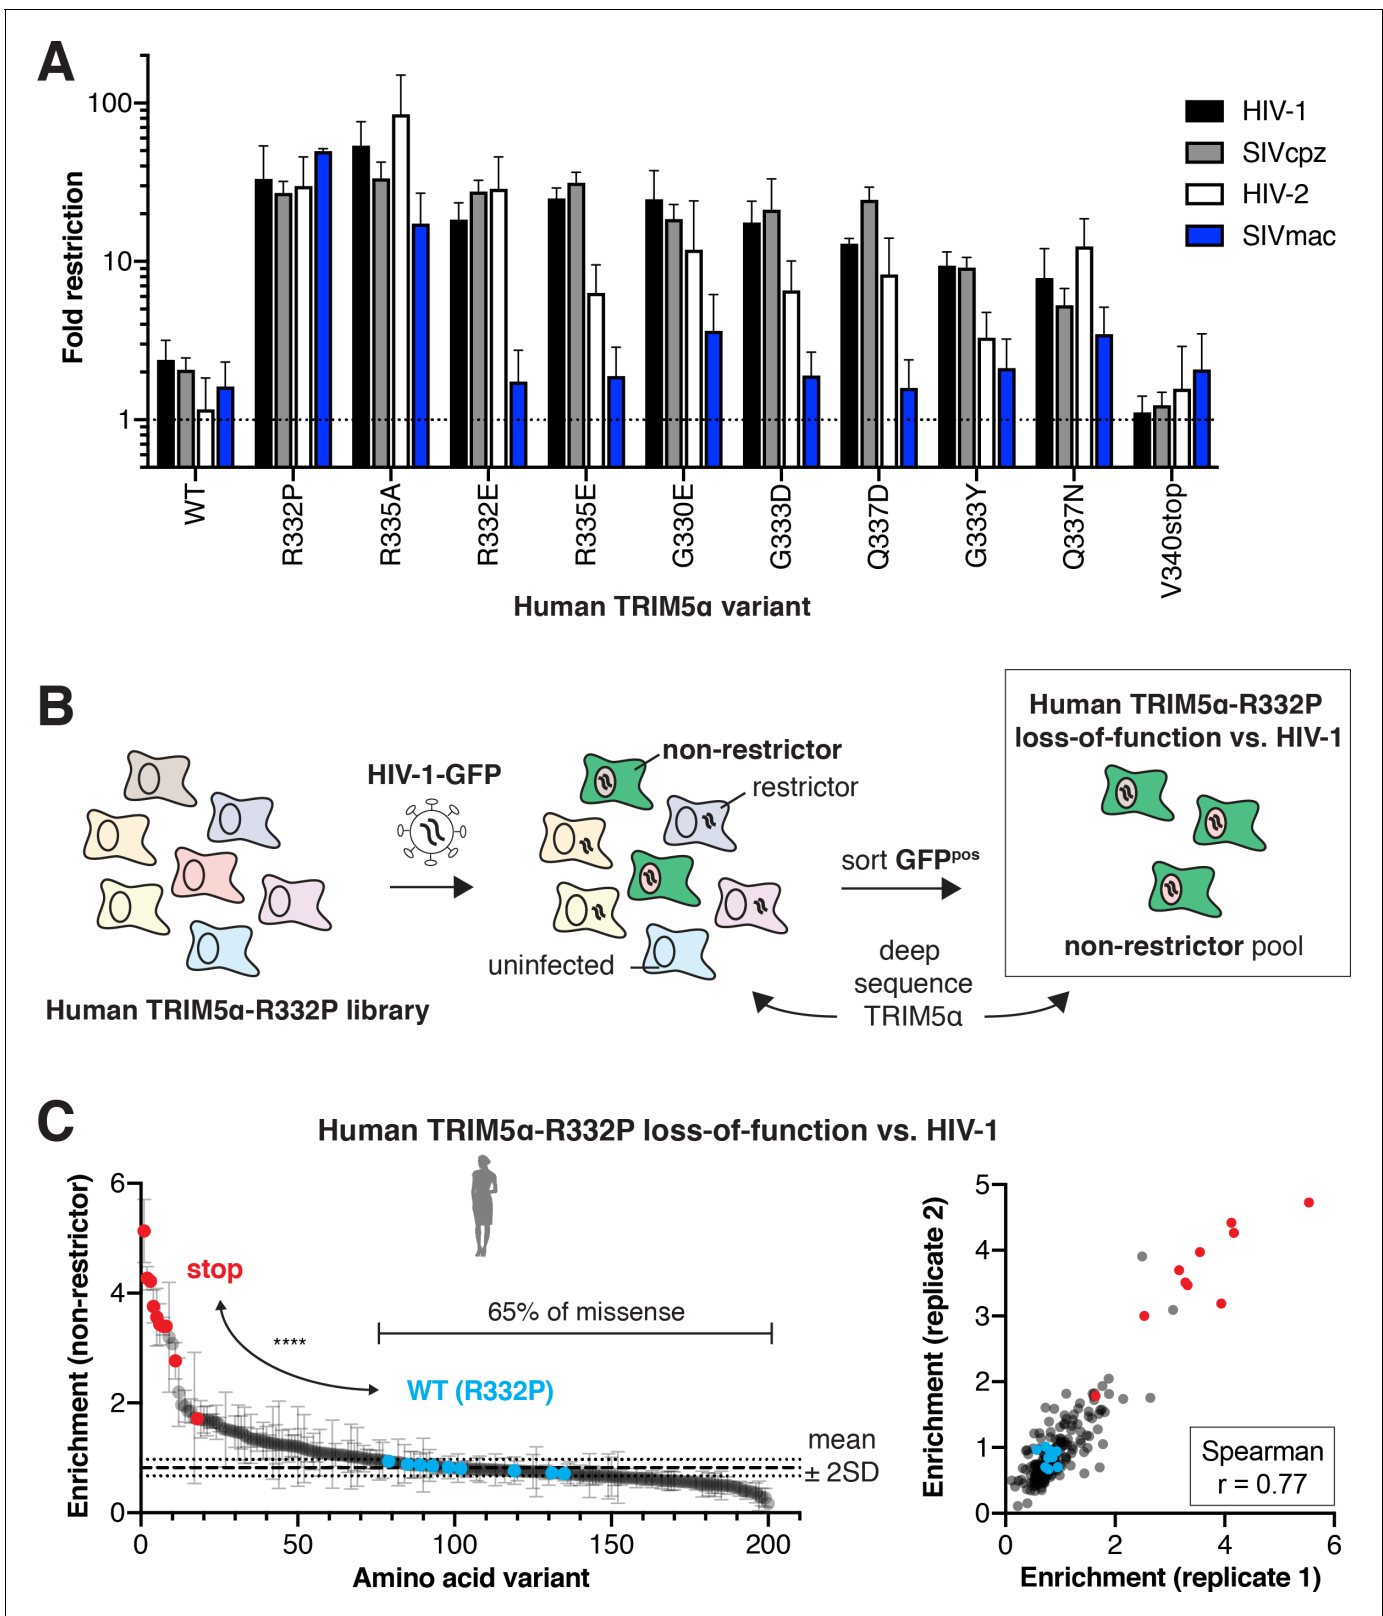 A
Fold restriction
100
10
1
HIV-1
SIVcpz
HIV-2
SIVmac
WT
R332P
R335A
R332E
R335E
G330E
G333D
Q337D
G333Y
Q337N
V340stop
Human TRIM5α variant
B
HIV-1-GFP
non-restrictor
restrictor
uninfected
Human TRIM5α-R332P library
sort GFPpos
deep
sequence
TRIM5α
Human TRIM5α-R332P
loss-of-function vs. HIV-1
non-restrictor pool
C
Human TRIM5α-R332P loss-of-function vs. HIV-1
Enrichment (non-restrictor)
6
4
2
0
stop
****
65% of missense
WT (R332P)
mean
± 2SD
0
50
100
150
200
Amino acid variant
Enrichment (replicate 2)
5
4
3
2
1
0
Spearman
r = 0.77
0
2
4
6
Enrichment (replicate 1)